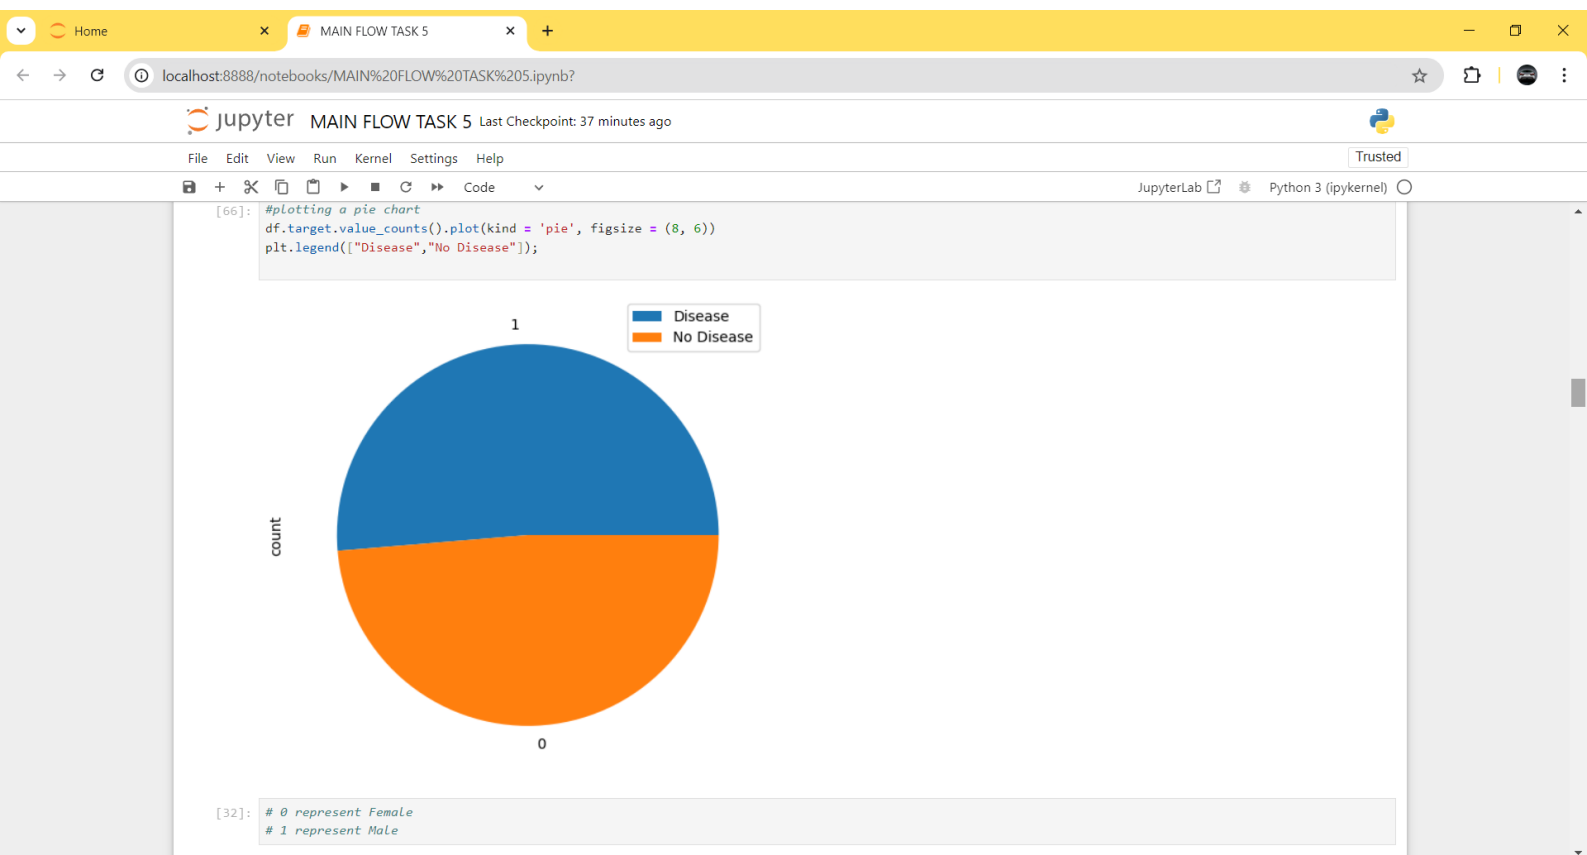 Home
MAIN FLOW TASK 5
localhost:8888/notebooks/MAIN%20FLOW%20TASK%205.ipynb?
jupyter MAIN FLOW TASK 5 Last Checkpoint: 37 minutes ago
File Edit View Run Kernel Settings Help
Trusted
Code
JupyterLab
Python 3 (ipykernel)
[66]: #plotting a pie chart
df.target.value_counts().plot(kind = 'pie', figsize = (8, 6))
plt.legend(["Disease","No Disease"]);
Disease
No Disease
1
count
0
[32]: # 0 represent Female
# 1 represent Male